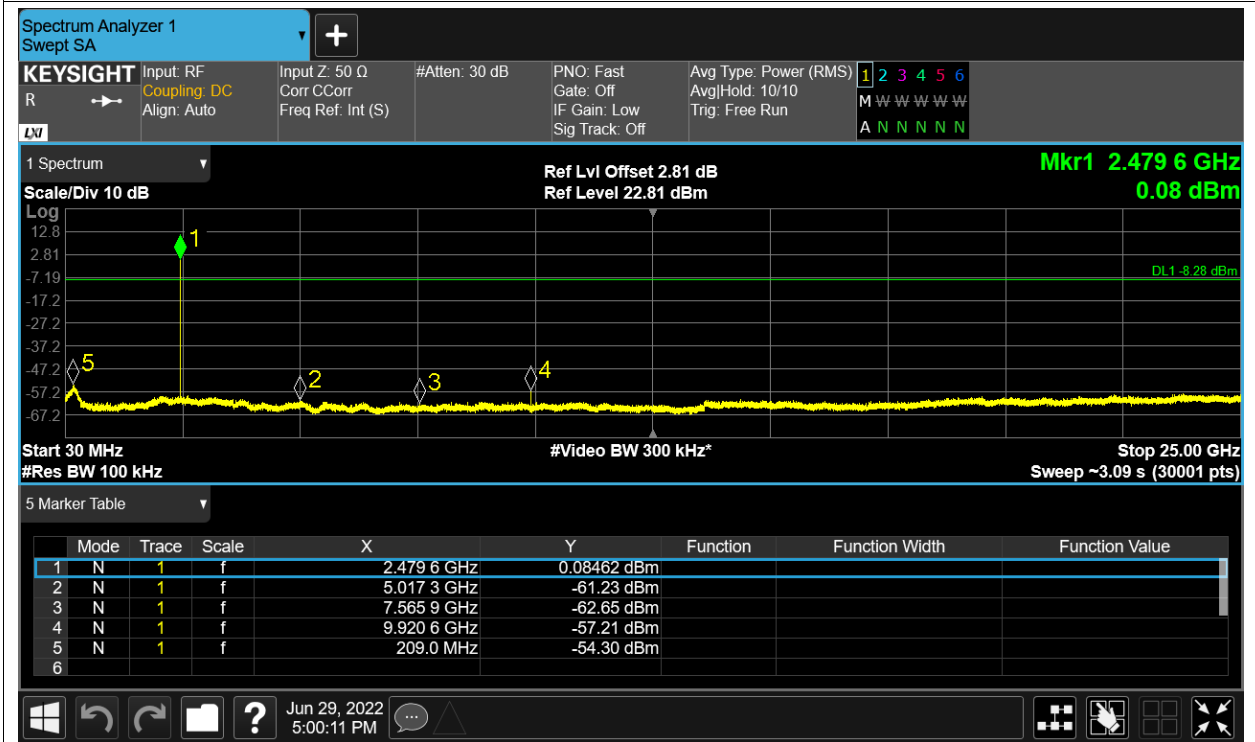 Spectrum Analyzer 1
Swept SA
KEYSIGHT
R
LXI
Input: RF
Coupling: DC
Align: Auto
Input Z: 50 Ω
Corr CCorr
Freq Ref: Int (S)
#Atten: 30 dB
PNO: Fast
Gate: Off
IF Gain: Low
Sig Track: Off
Avg Type: Power (RMS)
Avg|Hold: 10/10
Trig: Free Run
1 2 3 4 5 6
M W W W W W
A N N N N N
1 Spectrum
Scale/Div 10 dB
Ref Lvl Offset 2.81 dB
Ref Level 22.81 dBm
Mkr1 2.479 6 GHz
0.08 dBm
Log
12.8
2.81
-7.19
-17.2
-27.2
-37.2
-47.2
-57.2
-67.2
1
DL1 -8.28 dBm
5
2
3
4
Start 30 MHz
#Res BW 100 kHz
#Video BW 300 kHz*
Stop 25.00 GHz
Sweep ~3.09 s (30001 pts)
5 Marker Table
Mode Trace Scale X Y Function Function Width Function Value
1 N 1 f 2.479 6 GHz 0.08462 dBm
2 N 1 f 5.017 3 GHz -61.23 dBm
3 N 1 f 7.565 9 GHz -62.65 dBm
4 N 1 f 9.920 6 GHz -57.21 dBm
5 N 1 f 209.0 MHz -54.30 dBm
6
?
Jun 29, 2022
5:00:11 PM